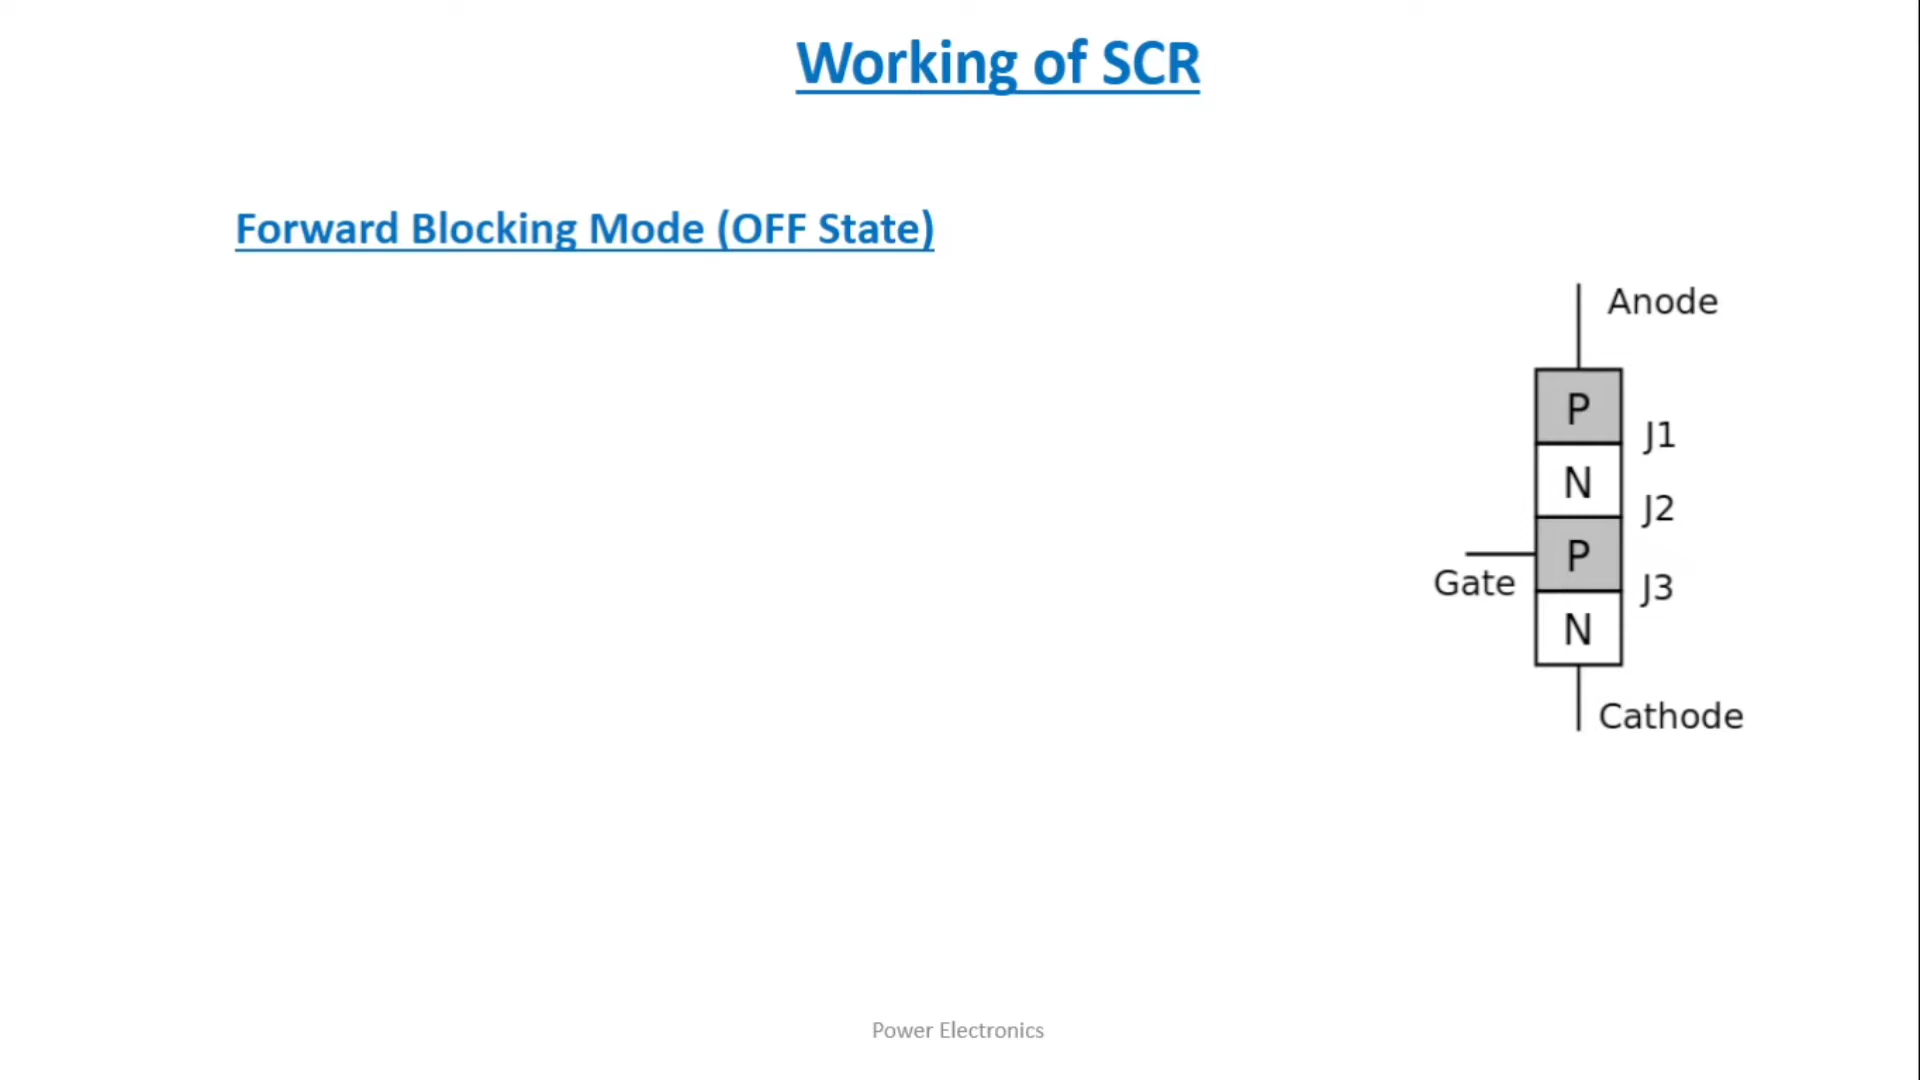 Working of SCR
Forward Blocking Mode (OFF State)
Anode
P
J1
N
J2
P
Gate
J3
N
Cathode
Power Electronics